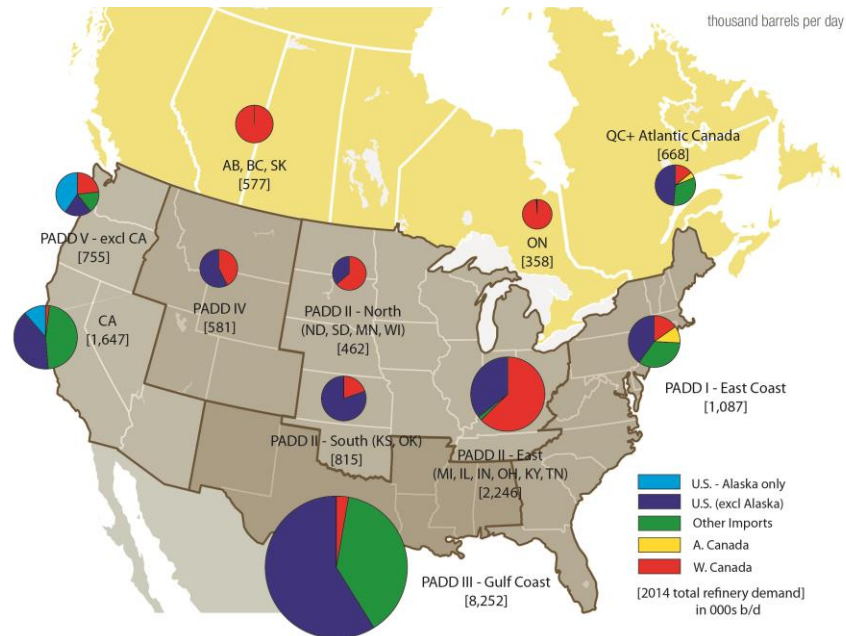 thousand barrels per day
QC+ Atlantic Canada
[668]
AB, BC, SK
[577]
ON
[358]
PADD V - excl CA
[755]
PADD IV
[581]
PADD II - North
(ND, SD, MN, WI)
[462]
CA
[1,647]
PADD I - East Coast
[1,087]
PADD II - South (KS, OK)
[815]
PADD II - East
(MI, IL, IN, OH, KY, TN)
[2,246]
PADD III - Gulf Coast
[8,252]
U.S. - Alaska only
U.S. (excl Alaska)
Other Imports
A. Canada
W. Canada
[2014 total refinery demand]
in 000s b/d